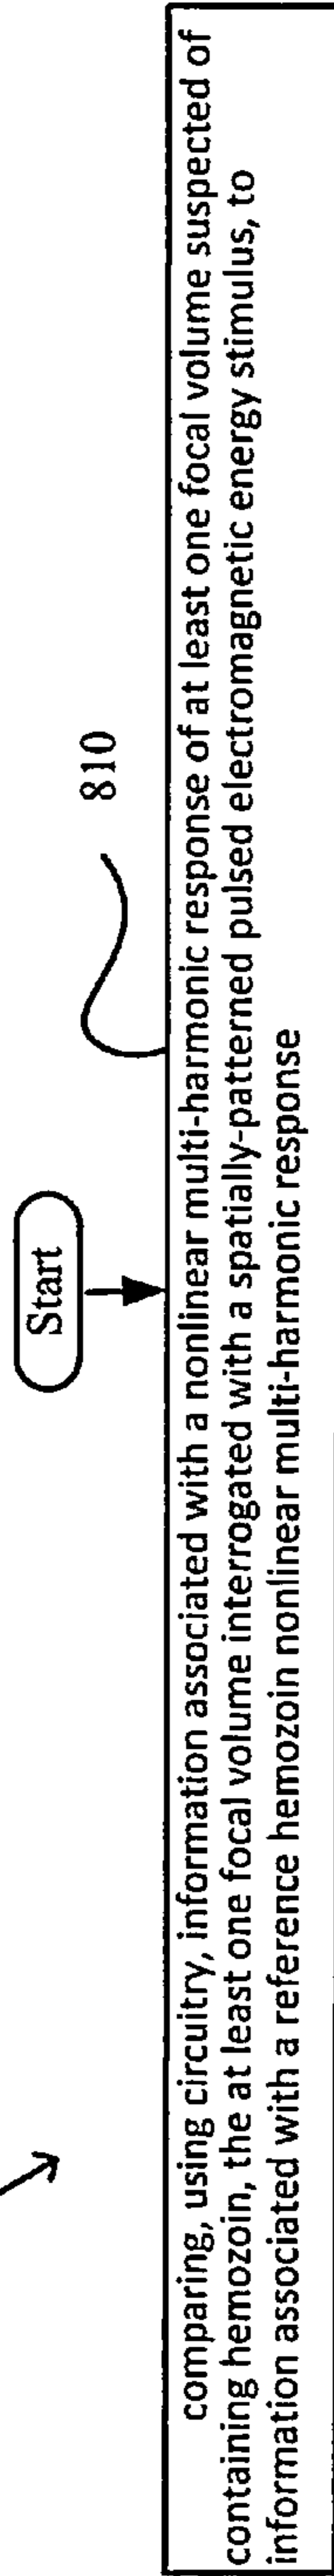 Start
810
comparing, using circuitry, information associated with a nonlinear multi-harmonic response of at least one focal volume suspected of
containing hemozoin, the at least one focal volume interrogated with a spatially-patterned pulsed electromagnetic energy stimulus, to
information associated with a reference hemozoin nonlinear multi-harmonic response